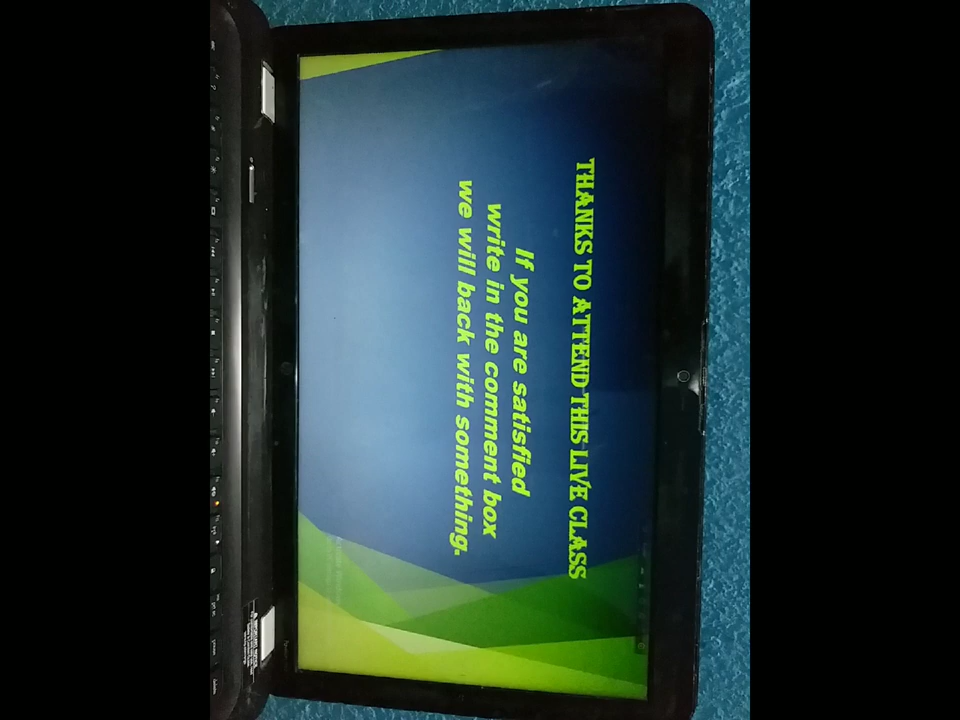 THANKS TO ATTEND THIS LIVE CLASS
If you are satisfied
write in the comment box
we will back with something.